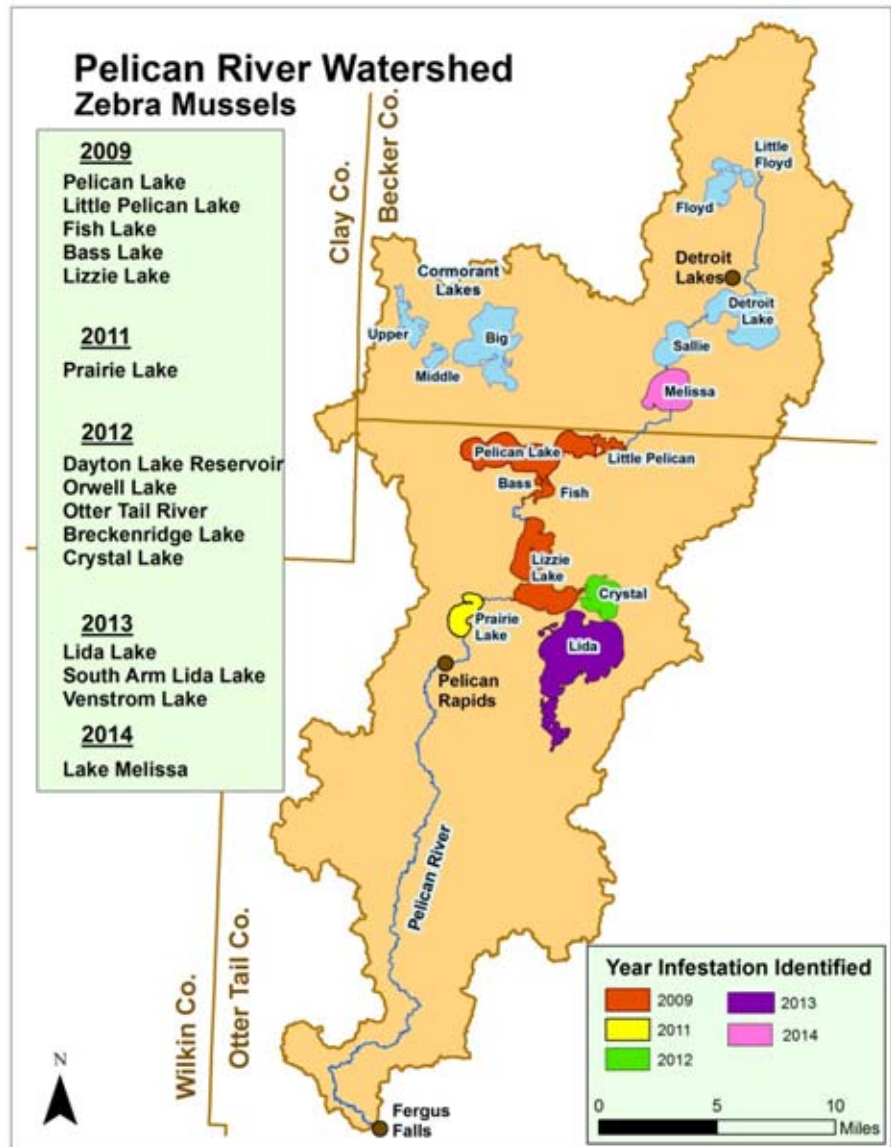 Pelican River Watershed
Zebra Mussels
2009
Pelican Lake
Little Pelican Lake
Fish Lake
Bass Lake
Lizzie Lake
2011
Prairie Lake
2012
Dayton Lake Reservoir
Orwell Lake
Otter Tail River
Breckenridge Lake
Crystal Lake
2013
Lida Lake
South Arm Lida Lake
Venstrom Lake
2014
Lake Melissa
Clay Co.
Becker Co.
Little
Floyd
Floyd
Detroit
Lakes
Detroit
Lake
Cormorant
Lakes
Upper
Big
Middle
Sallie
Melissa
Pelican Lake
Little Pelican
Bass
Fish
Lizzie
Lake
Crystal
Prairie
Lake
Lida
Pelican
Rapids
Pelican River
Wilkin Co.
Otter Tail Co.
Fergus
Falls
N
Year Infestation Identified
2009
2011
2012
2013
2014
0 5 10
Miles